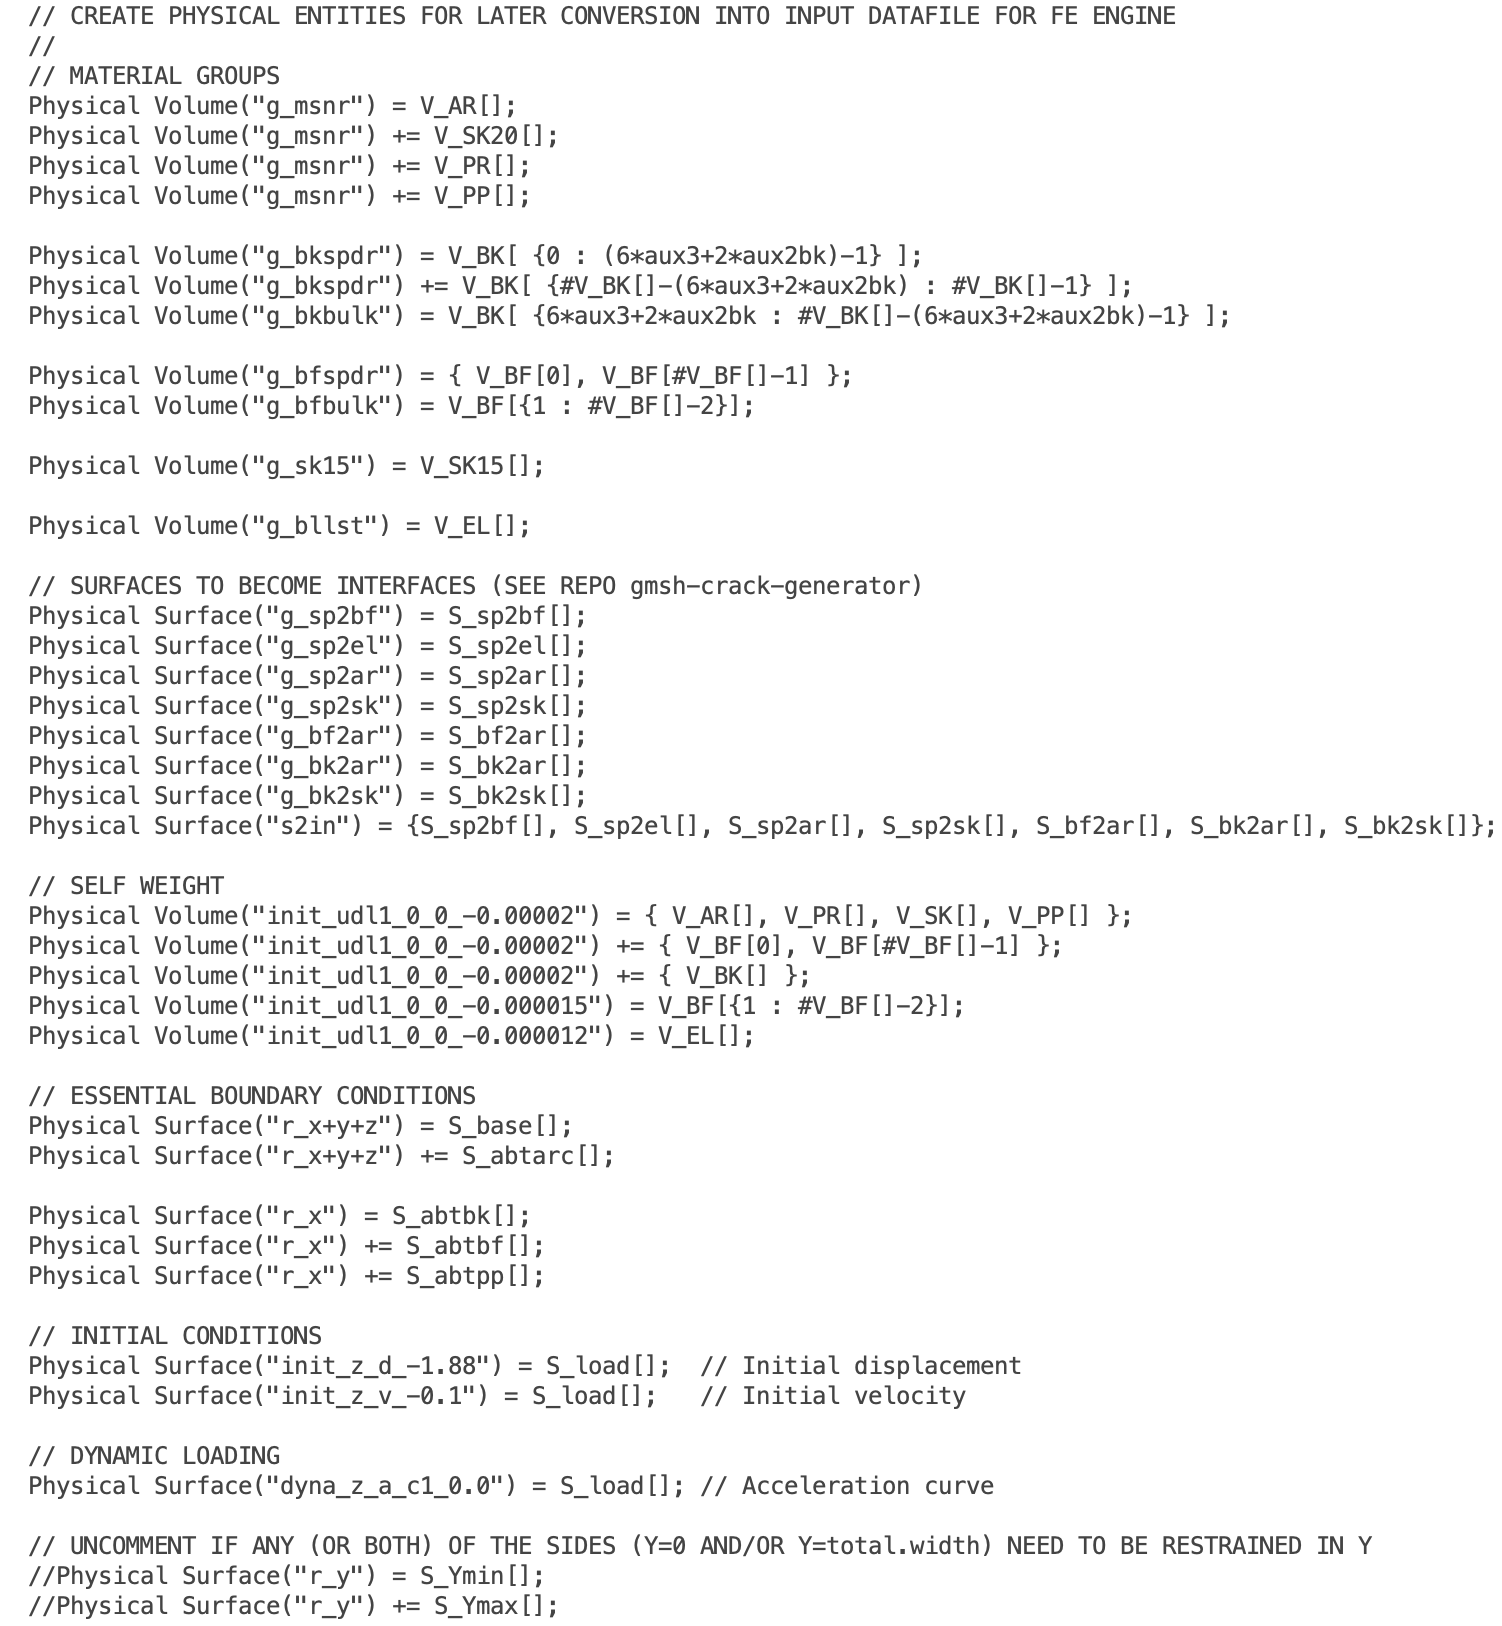 // CREATE PHYSICAL ENTITIES FOR LATER CONVERSION INTO INPUT DATAFILE FOR FE ENGINE
//
// MATERIAL GROUPS
Physical Volume("g_msnr") = V_AR[];
Physical Volume("g_msnr") += V_SK20[];
Physical Volume("g_msnr") += V_PR[];
Physical Volume("g_msnr") += V_PP[];
Physical Volume("g_bkspdr") = V_BK[ {0 : (6*aux3+2*aux2bk)-1} ];
Physical Volume("g_bkspdr") += V_BK[ {#V_BK[]-(6*aux3+2*aux2bk) : #V_BK[]-1} ];
Physical Volume("g_bkbulk") = V_BK[ {6*aux3+2*aux2bk : #V_BK[]-(6*aux3+2*aux2bk)-1} ];
Physical Volume("g_bfspdr") = { V_BF[0], V_BF[#V_BF[]-1] };
Physical Volume("g_bfbulk") = V_BF[{1 : #V_BF[]-2}];
Physical Volume("g_sk15") = V_SK15[];
Physical Volume("g_bllst") = V_EL[];
// SURFACES TO BECOME INTERFACES (SEE REPO gmsh-crack-generator)
Physical Surface("g_sp2bf") = S_sp2bf[];
Physical Surface("g_sp2el") = S_sp2el[];
Physical Surface("g_sp2ar") = S_sp2ar[];
Physical Surface("g_sp2sk") = S_sp2sk[];
Physical Surface("g_bf2ar") = S_bf2ar[];
Physical Surface("g_bk2ar") = S_bk2ar[];
Physical Surface("g_bk2sk") = S_bk2sk[];
Physical Surface("s2in") = {S_sp2bf[], S_sp2el[], S_sp2ar[], S_sp2sk[], S_bf2ar[], S_bk2ar[], S_bk2sk[]};
// SELF WEIGHT
Physical Volume("init_udl1_0_0_-0.00002") = { V_AR[], V_PR[], V_SK[], V_PP[] };
Physical Volume("init_udl1_0_0_-0.00002") += { V_BF[0], V_BF[#V_BF[]-1] };
Physical Volume("init_udl1_0_0_-0.00002") += { V_BK[] };
Physical Volume("init_udl1_0_0_-0.000015") = V_BF[{1 : #V_BF[]-2}];
Physical Volume("init_udl1_0_0_-0.000012") = V_EL[];
// ESSENTIAL BOUNDARY CONDITIONS
Physical Surface("r_x+y+z") = S_base[];
Physical Surface("r_x+y+z") += S_abtarc[];
Physical Surface("r_x") = S_abtbk[];
Physical Surface("r_x") += S_abtbf[];
Physical Surface("r_x") += S_abtpp[];
// INITIAL CONDITIONS
Physical Surface("init_z_d_-1.88") = S_load[];  // Initial displacement
Physical Surface("init_z_v_-0.1") = S_load[];   // Initial velocity
// DYNAMIC LOADING
Physical Surface("dyna_z_a_c1_0.0") = S_load[]; // Acceleration curve
// UNCOMMENT IF ANY (OR BOTH) OF THE SIDES (Y=0 AND/OR Y=total.width) NEED TO BE RESTRAINED IN Y
//Physical Surface("r_y") = S_Ymin[];
//Physical Surface("r_y") += S_Ymax[];